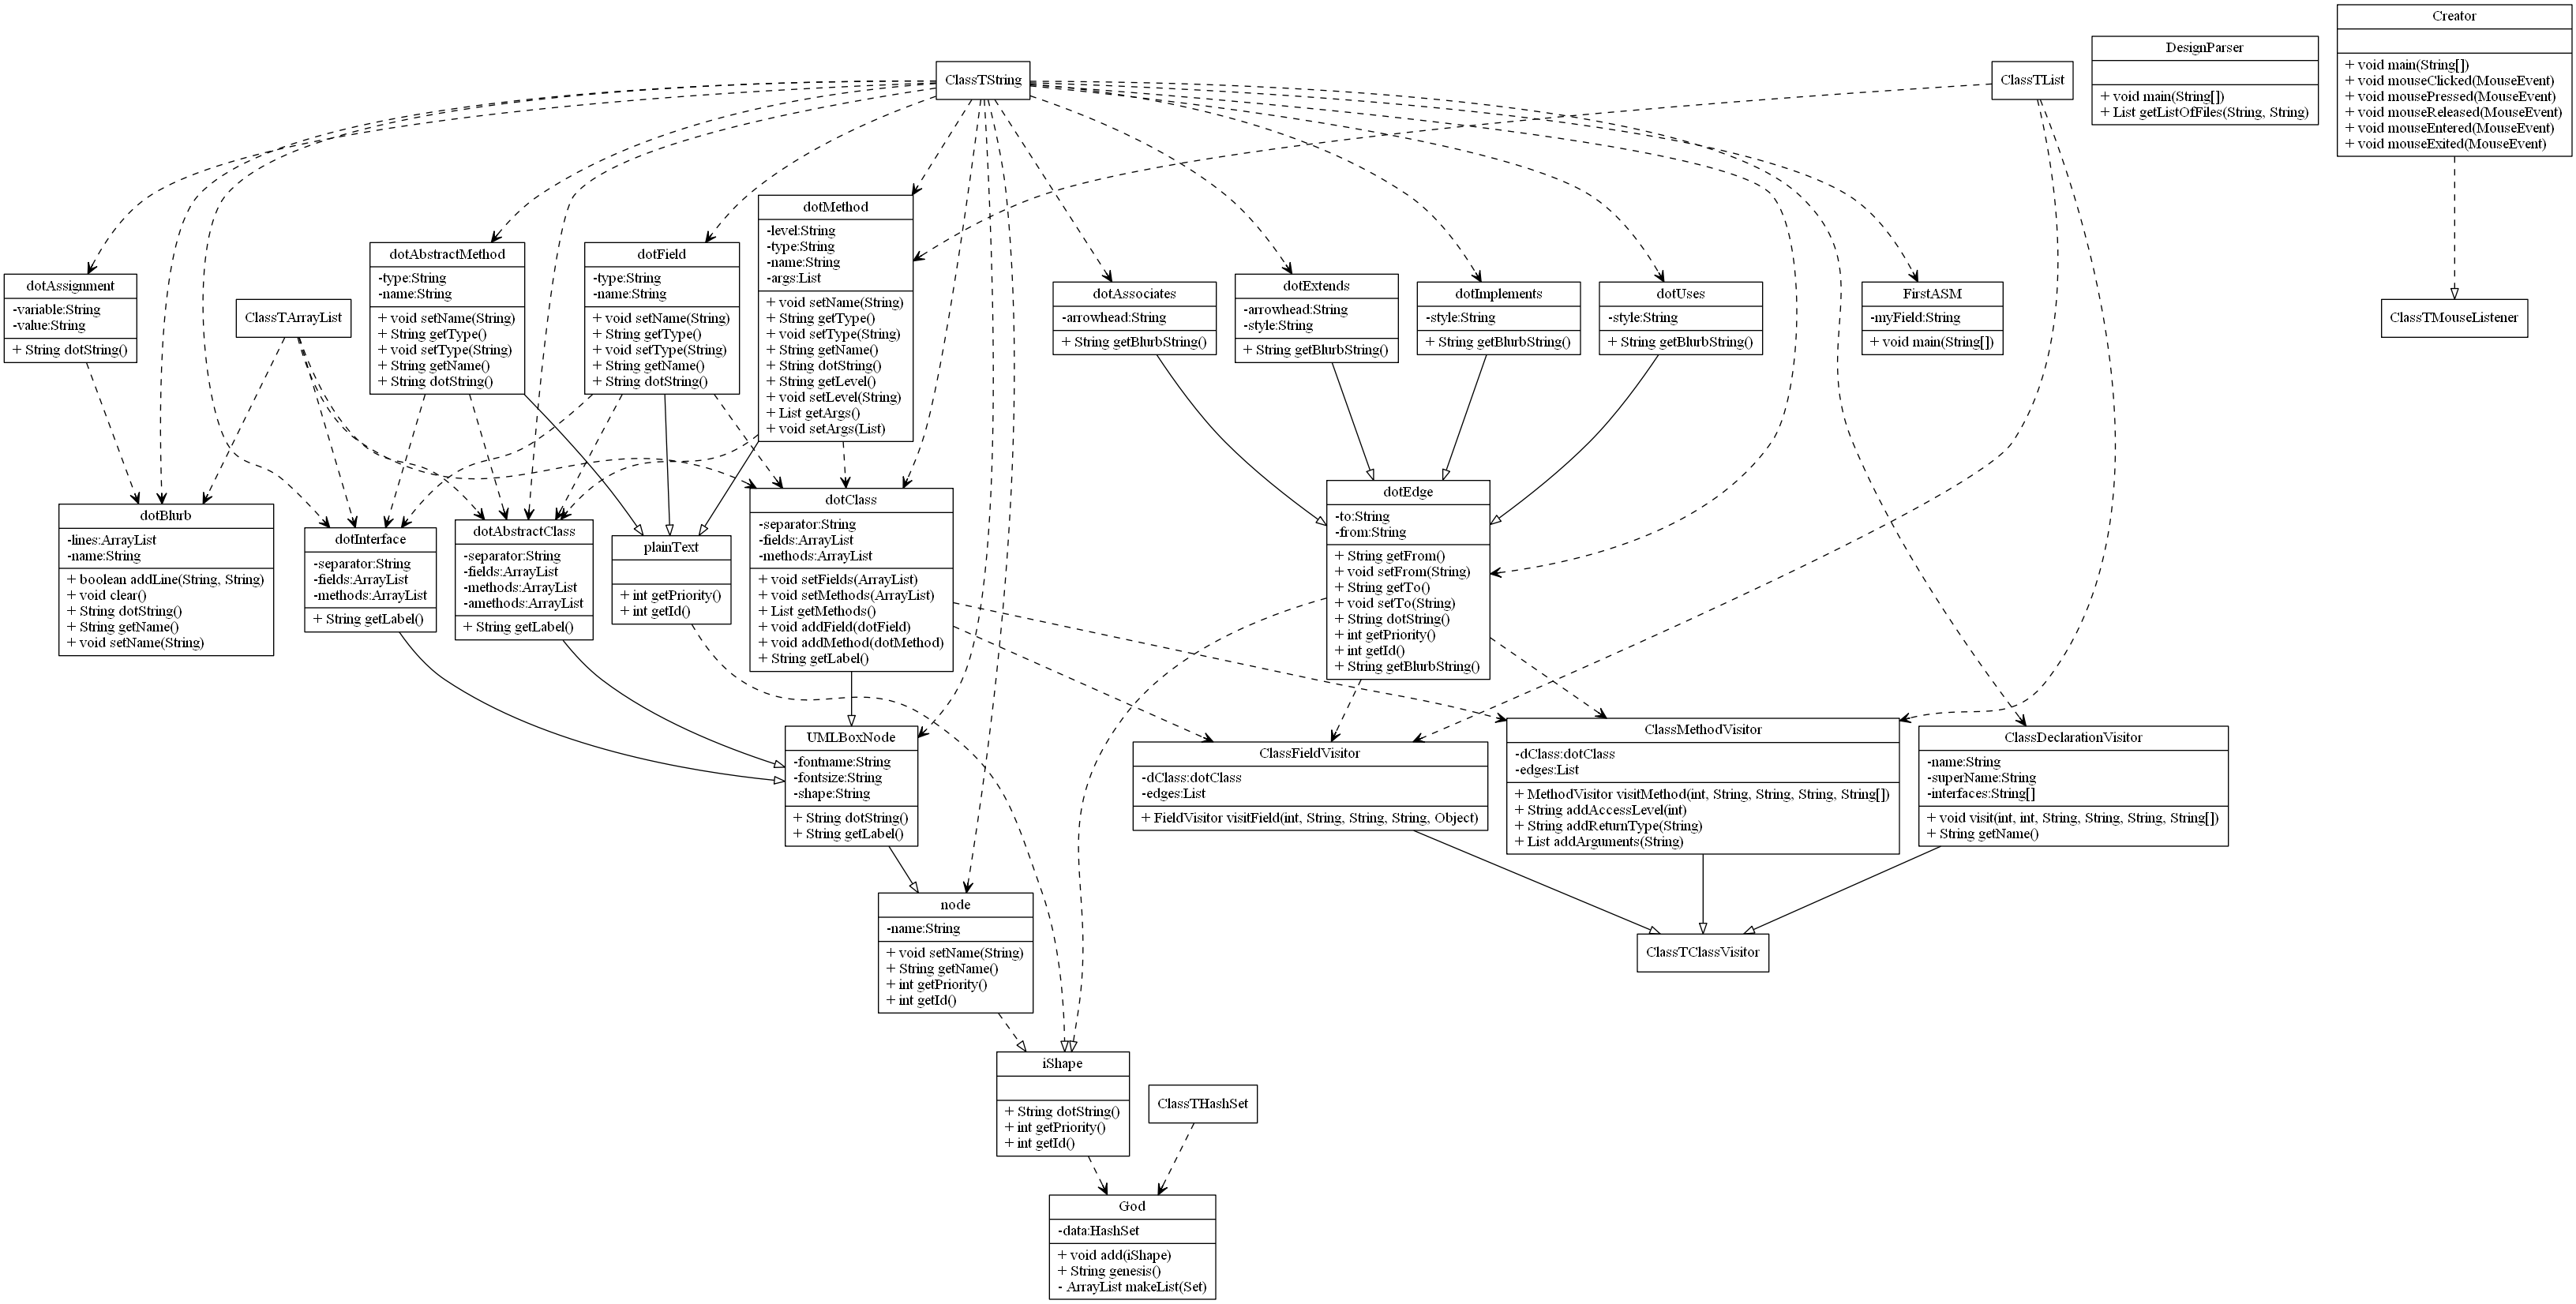 Creator
+ void main(String[])
+ void mouseClicked(MouseEvent)
+ void mousePressed(MouseEvent)
+ void mouseReleased(MouseEvent)
+ void mouseEntered(MouseEvent)
+ void mouseExited(MouseEvent)
DesignParser
+ void main(String[])
+ List getListOfFiles(String, String)
ClassTString
ClassTList
dotMethod
-level:String
-type:String
-name:String
-args:List
+ void setName(String)
+ String getType()
+ void setType(String)
+ String getName()
+ String dotString()
+ String getLevel()
+ void setLevel(String)
+ List getArgs()
+ void setArgs(List)
dotAbstractMethod
-type:String
-name:String
+ void setName(String)
+ String getType()
+ void setType(String)
+ String getName()
+ String dotString()
dotField
-type:String
-name:String
+ void setName(String)
+ String getType()
+ void setType(String)
+ String getName()
+ String dotString()
dotAssignment
-variable:String
-value:String
+ String dotString()
ClassTArrayList
dotAssociates
-arrowhead:String
+ String getBlurbString()
dotExtends
-arrowhead:String
-style:String
+ String getBlurbString()
dotImplements
-style:String
+ String getBlurbString()
dotUses
-style:String
+ String getBlurbString()
FirstASM
-myField:String
+ void main(String[])
ClassTMouseListener
dotBlurb
-lines:ArrayList
-name:String
+ boolean addLine(String, String)
+ void clear()
+ String dotString()
+ String getName()
+ void setName(String)
dotInterface
-separator:String
-fields:ArrayList
-methods:ArrayList
+ String getLabel()
dotAbstractClass
-separator:String
-fields:ArrayList
-methods:ArrayList
-amethods:ArrayList
+ String getLabel()
plainText
+ int getPriority()
+ int getId()
dotClass
-separator:String
-fields:ArrayList
-methods:ArrayList
+ void setFields(ArrayList)
+ void setMethods(ArrayList)
+ List getMethods()
+ void addField(dotField)
+ void addMethod(dotMethod)
+ String getLabel()
dotEdge
-to:String
-from:String
+ String getFrom()
+ void setFrom(String)
+ String getTo()
+ void setTo(String)
+ String dotString()
+ int getPriority()
+ int getId()
+ String getBlurbString()
UMLBoxNode
-fontname:String
-fontsize:String
-shape:String
+ String dotString()
+ String getLabel()
ClassFieldVisitor
-dClass:dotClass
-edges:List
+ FieldVisitor visitField(int, String, String, String, Object)
ClassMethodVisitor
-dClass:dotClass
-edges:List
+ MethodVisitor visitMethod(int, String, String, String, String[])
+ String addAccessLevel(int)
+ String addReturnType(String)
+ List addArguments(String)
ClassDeclarationVisitor
-name:String
-superName:String
-interfaces:String[]
+ void visit(int, int, String, String, String, String[])
+ String getName()
node
-name:String
+ void setName(String)
+ String getName()
+ int getPriority()
+ int getId()
ClassTClassVisitor
iShape
+ String dotString()
+ int getPriority()
+ int getId()
ClassTHashSet
God
-data:HashSet
+ void add(iShape)
+ String genesis()
- ArrayList makeList(Set)